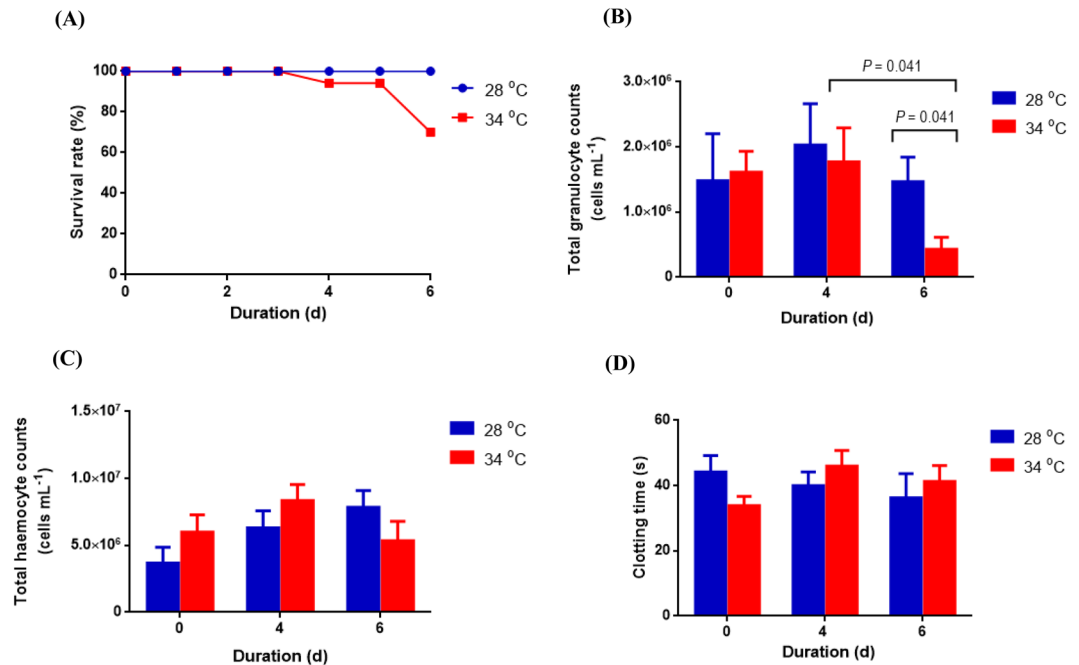 (A)
Survival rate (%)
100
80
60
40
20
0
0 2 4 6
Duration (d)
28 °C
34 °C
(B)
Total granulocyte counts
(cells mL⁻¹)
3.0×10⁶
2.0×10⁶
1.0×10⁶
0
P = 0.041
P = 0.041
0 4 6
Duration (d)
28 °C
34 °C
(C)
Total haemocyte counts
(cells mL⁻¹)
1.5×10⁷
1.0×10⁷
5.0×10⁶
0
0 4 6
Duration (d)
28 °C
34 °C
(D)
Clotting time (s)
60
40
20
0
0 4 6
Duration (d)
28 °C
34 °C